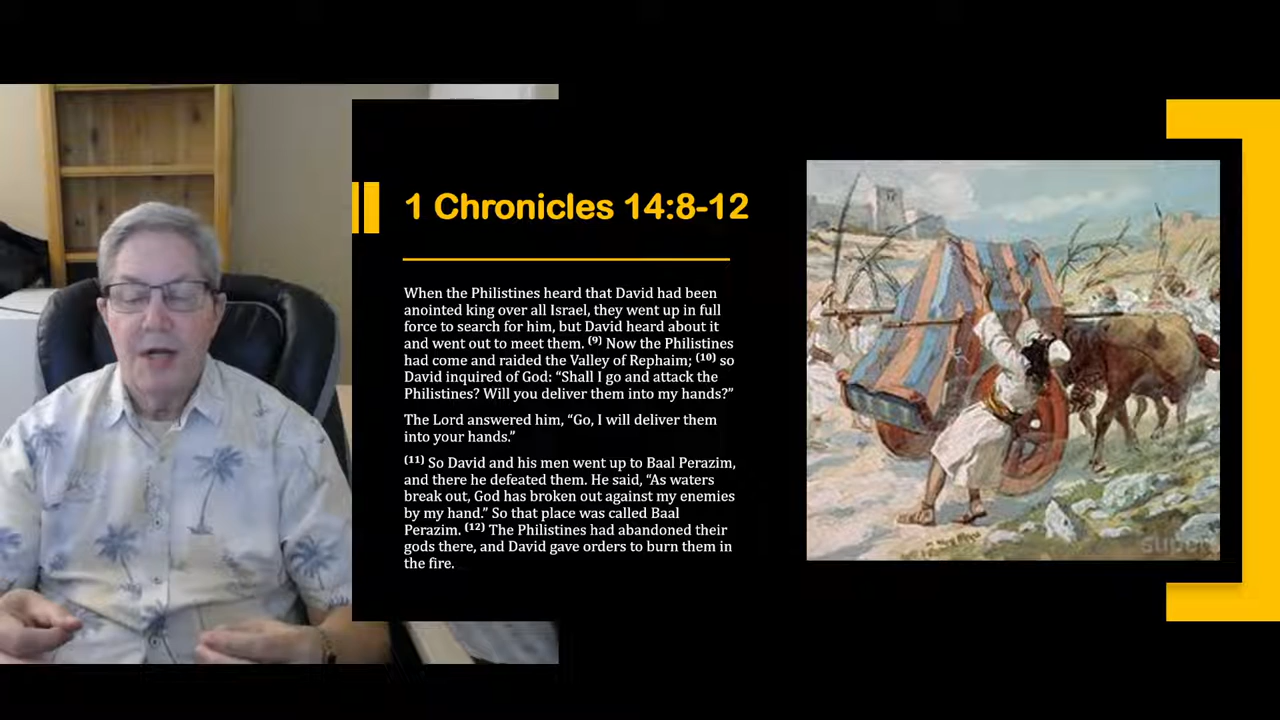 1 Chronicles 14:8-12
When the Philistines heard that David had been
anointed king over all Israel, they went up in full
force to search for him, but David heard about it
and went out to meet them. (9) Now the Philistines
had come and raided the Valley of Rephaim; (10) so
David inquired of God: “Shall I go and attack the
Philistines? Will you deliver them into my hands?”
The Lord answered him, “Go, I will deliver them
into your hands.”
(11) So David and his men went up to Baal Perazim,
and there he defeated them. He said, “As waters
break out, God has broken out against my enemies
by my hand.” So that place was called Baal
Perazim. (12) The Philistines had abandoned their
gods there, and David gave orders to burn them in
the fire.